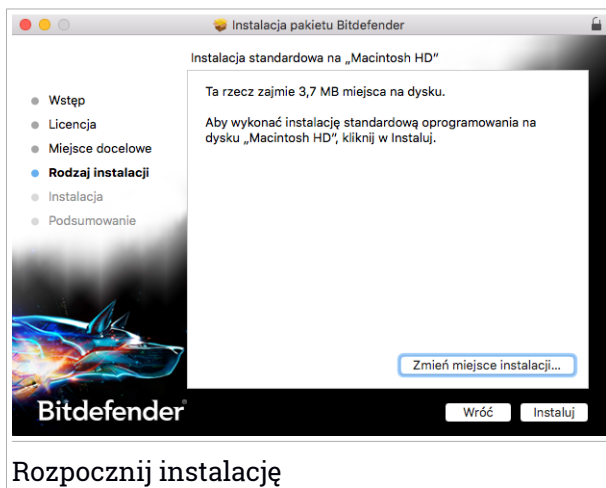 Instalacja pakietu Bitdefender
Instalacja standardowa na „Macintosh HD”
Wstęp
Licencja
Miejsce docelowe
Rodzaj instalacji
Instalacja
Podsumowanie
Ta rzecz zajmie 3,7 MB miejsca na dysku.
Aby wykonać instalację standardową oprogramowania na
dysku „Macintosh HD”, kliknij w Instaluj.
Zmień miejsce instalacji...
Bitdefender
Wróć
Instaluj
Rozpocznij instalację